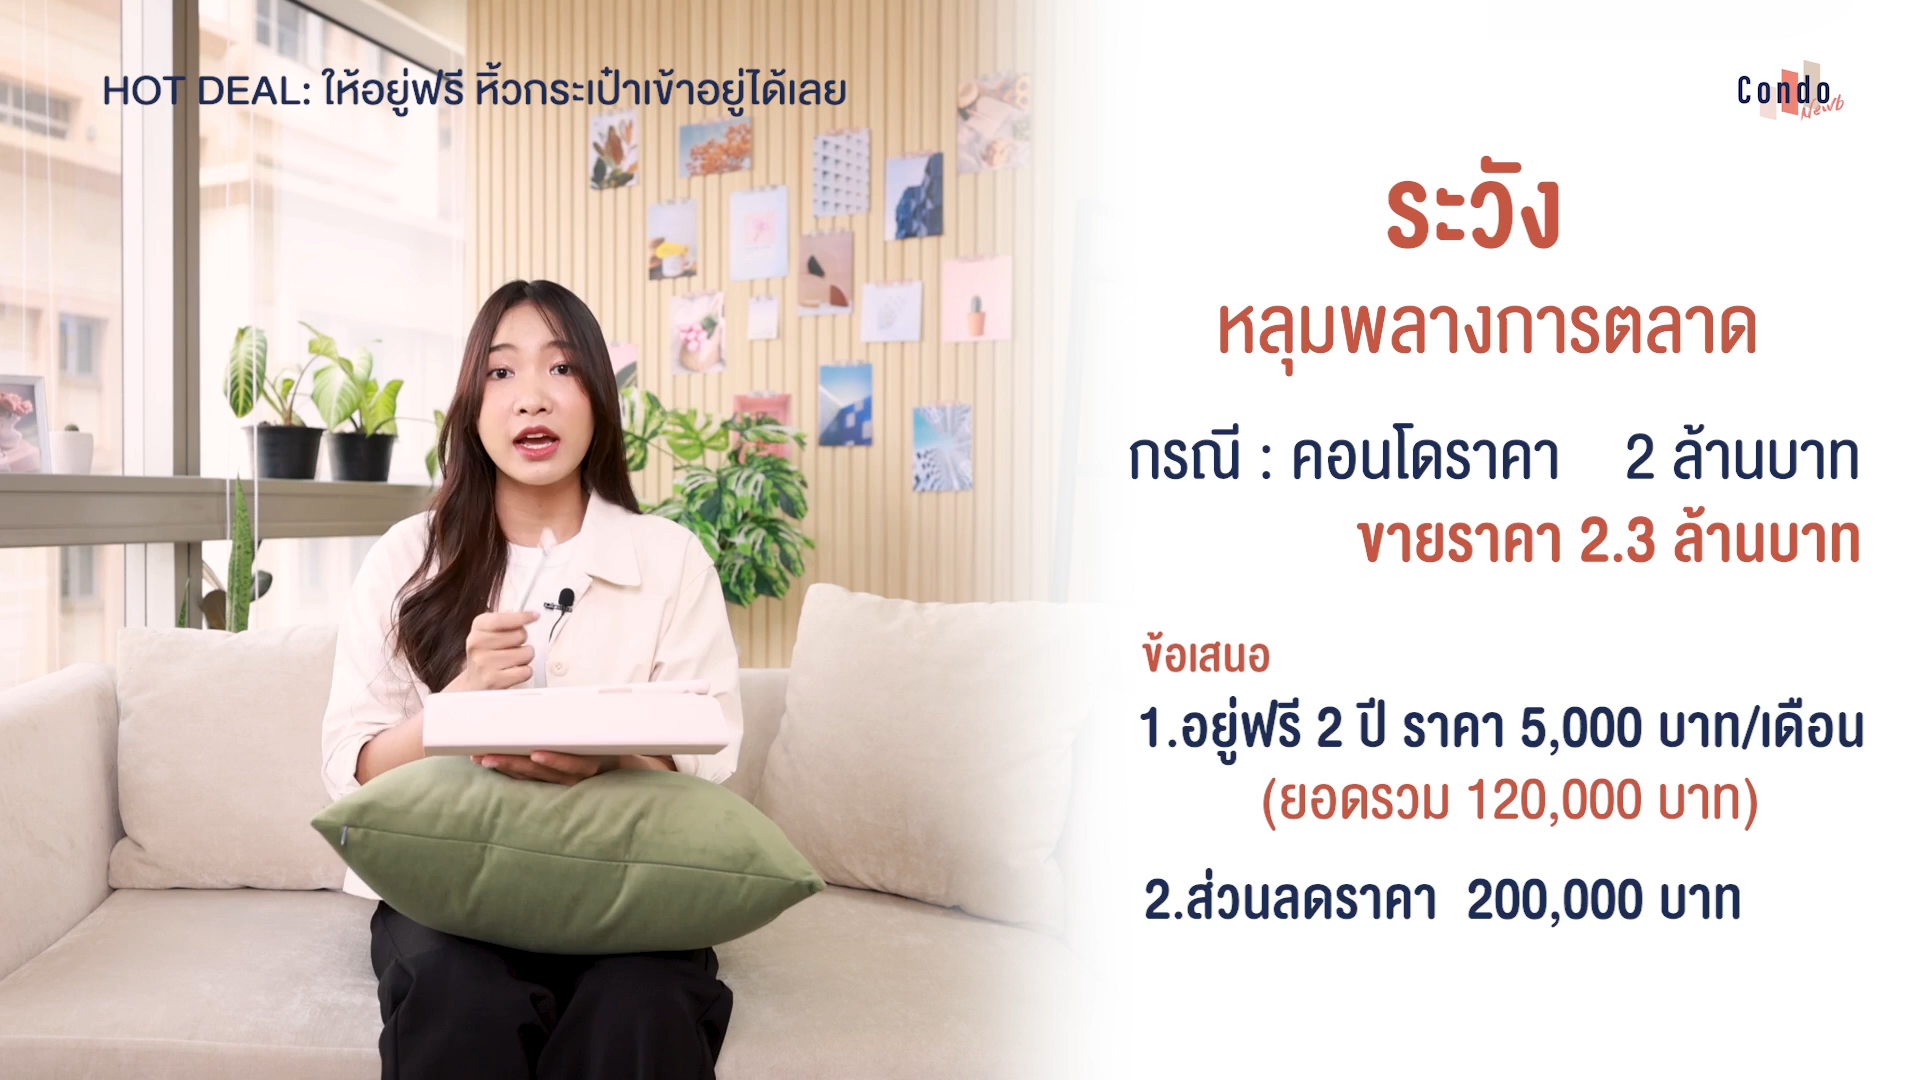 HOT DEAL: ให้อยู่ฟรี หิ้วกระเป๋าเข้าอยู่ได้เลย
Condo
Newb
ระวัง
หลุมพลางการตลาด
กรณี : คอนโดราคา 2 ล้านบาท
ขายราคา 2.3 ล้านบาท
ข้อเสนอ
1.อยู่ฟรี 2 ปี ราคา 5,000 บาท/เดือน
(ยอดรวม 120,000 บาท)
2.ส่วนลดราคา 200,000 บาท